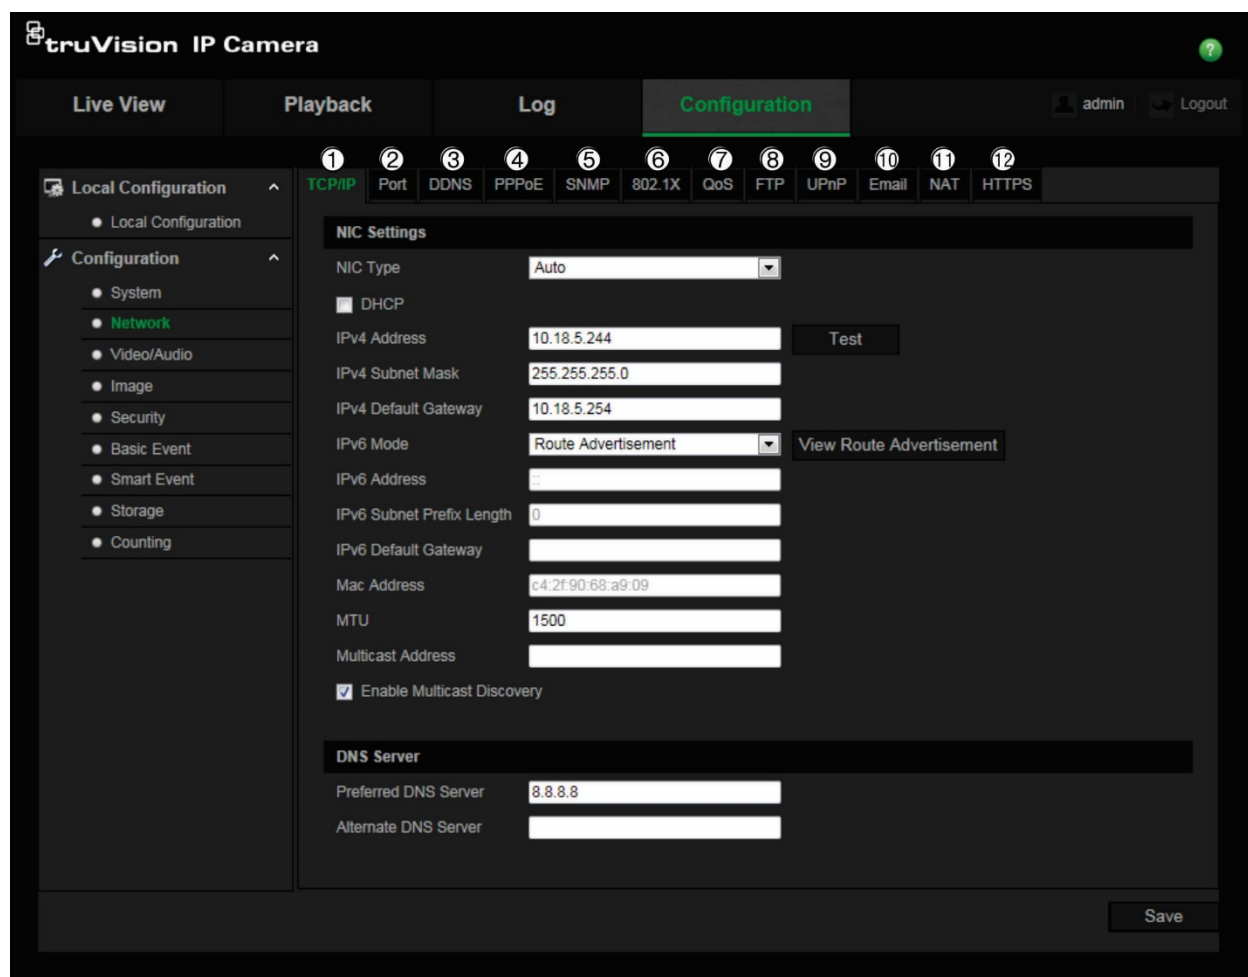 truVision IP Camera
?
Live View Playback Log Configuration admin Logout
① ② ③ ④ ⑤ ⑥ ⑦ ⑧ ⑨ ⑩ ⑪ ⑫
TCP/IP Port DDNS PPPoE SNMP 802.1X QoS FTP UPnP Email NAT HTTPS
Local Configuration
Local Configuration
Configuration
System
Network
Video/Audio
Image
Security
Basic Event
Smart Event
Storage
Counting
NIC Settings
NIC Type Auto
DHCP
IPv4 Address 10.18.5.244 Test
IPv4 Subnet Mask 255.255.255.0
IPv4 Default Gateway 10.18.5.254
IPv6 Mode Route Advertisement View Route Advertisement
IPv6 Address ::
IPv6 Subnet Prefix Length 0
IPv6 Default Gateway
Mac Address c4:2f:90:68:a9:09
MTU 1500
Multicast Address
Enable Multicast Discovery
DNS Server
Preferred DNS Server 8.8.8.8
Alternate DNS Server
Save